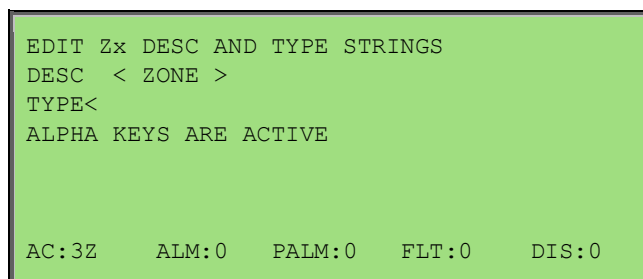 EDIT Zx DESC AND TYPE STRINGS
DESC < ZONE >
TYPE<
ALPHA KEYS ARE ACTIVE
AC:3Z ALM:0 PALM:0 FLT:0 DIS:0